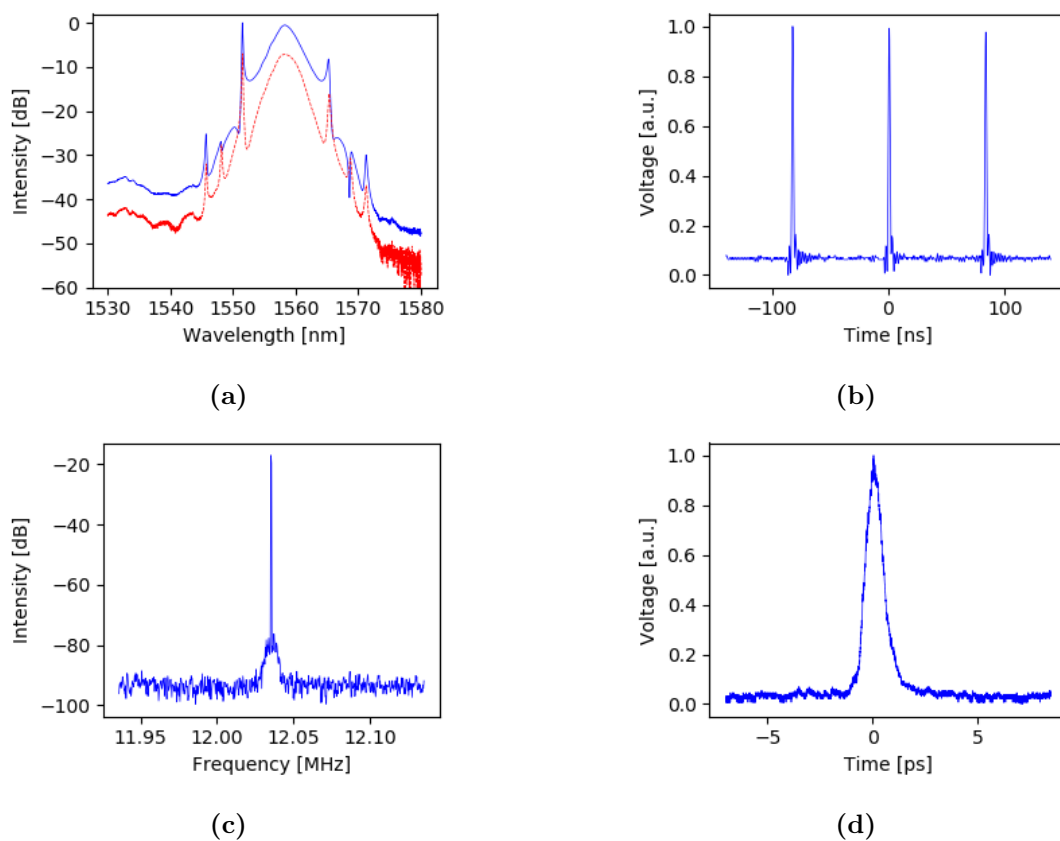 0
−10
−20
−30
−40
−50
−60
Intensity [dB]
1530 1540 1550 1560 1570 1580
Wavelength [nm]
(a)
1.0
0.8
0.6
0.4
0.2
0.0
Voltage [a.u.]
−100 0 100
Time [ns]
(b)
−20
−40
−60
−80
−100
Intensity [dB]
11.95 12.00 12.05 12.10
Frequency [MHz]
(c)
1.0
0.8
0.6
0.4
0.2
0.0
Voltage [a.u.]
−5 0 5
Time [ps]
(d)